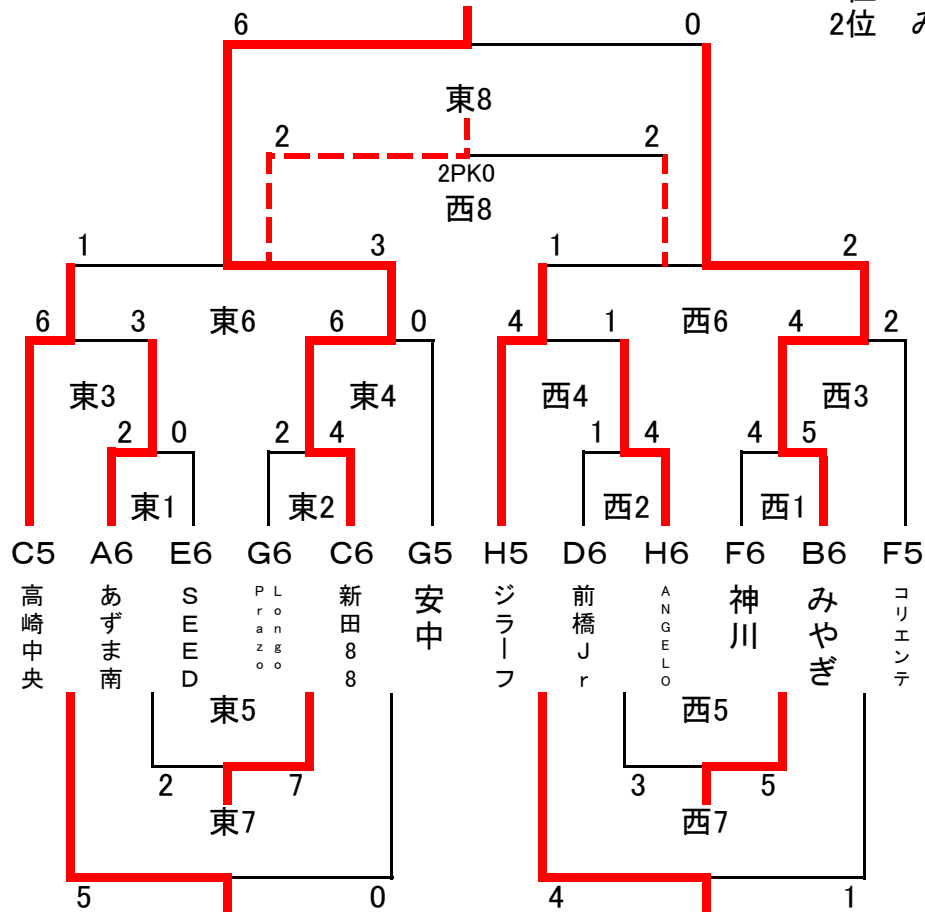 6 0
2位 み
東8
2 2
2PK0
西8
1 3 1 2
6 3 東6 6 0 4 1 西6 4 2
東3 東4 西4 西3
2 0 2 4 1 4 4 5
東1 東2 西2 西1
C5 A6 E6 G6 C6 G5 H5 D6 H6 F6 B6 F5
高崎中央
あずま南
SEED
Longo
Prazo
新田88
安中
ジラーフ
前橋Jr
ANGELO
神川
みやぎ
コリエンテ
東5 西5
2 7 3 5
東7 西7
5 0 4 1